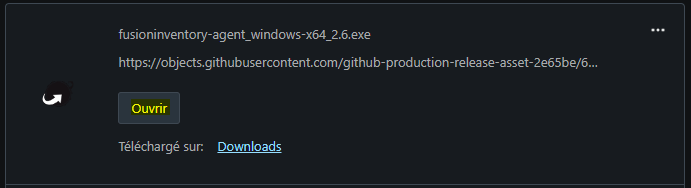 fusioninventory-agent_windows-x64_2.6.exe
https://objects.githubusercontent.com/github-production-release-asset-2e65be/6...
Ouvrir
Téléchargé sur: Downloads